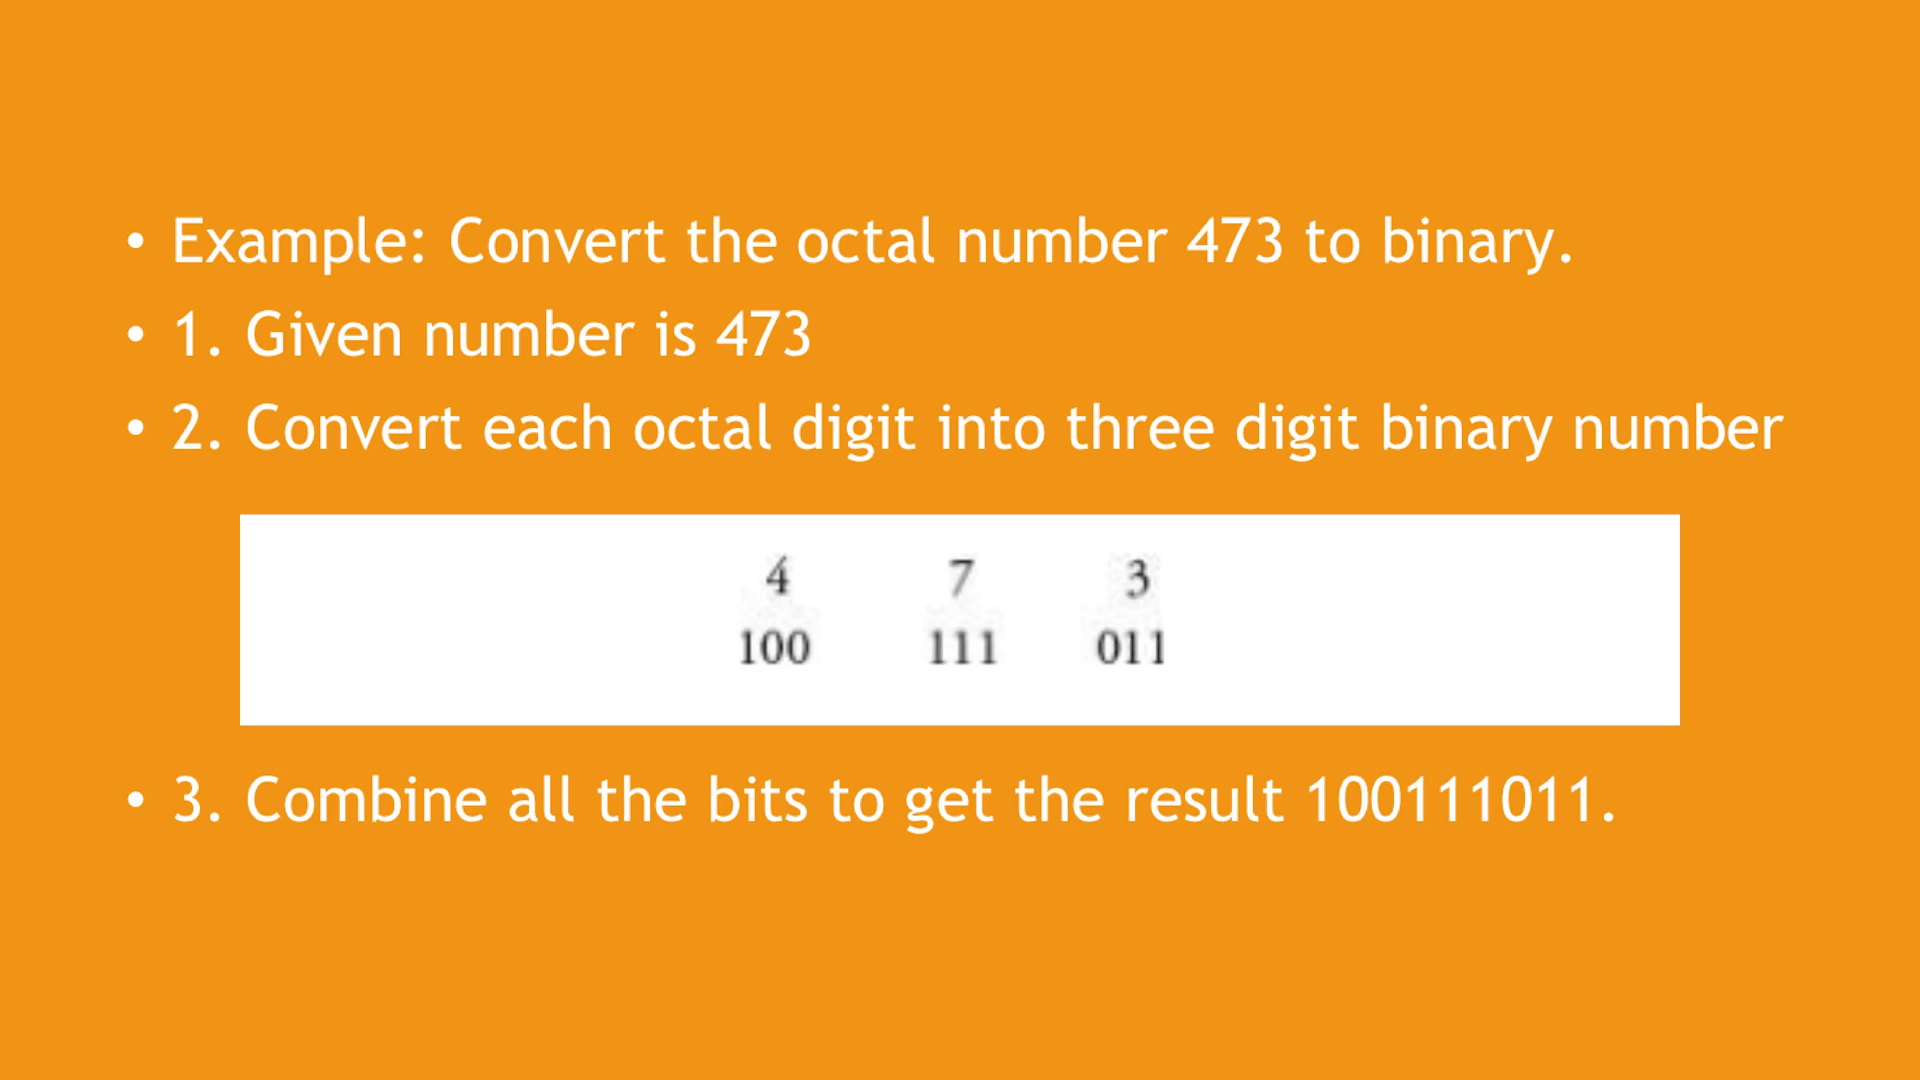 • Example: Convert the octal number 473 to binary.
• 1. Given number is 473
• 2. Convert each octal digit into three digit binary number
4 7 3
100 111 011
• 3. Combine all the bits to get the result 100111011.